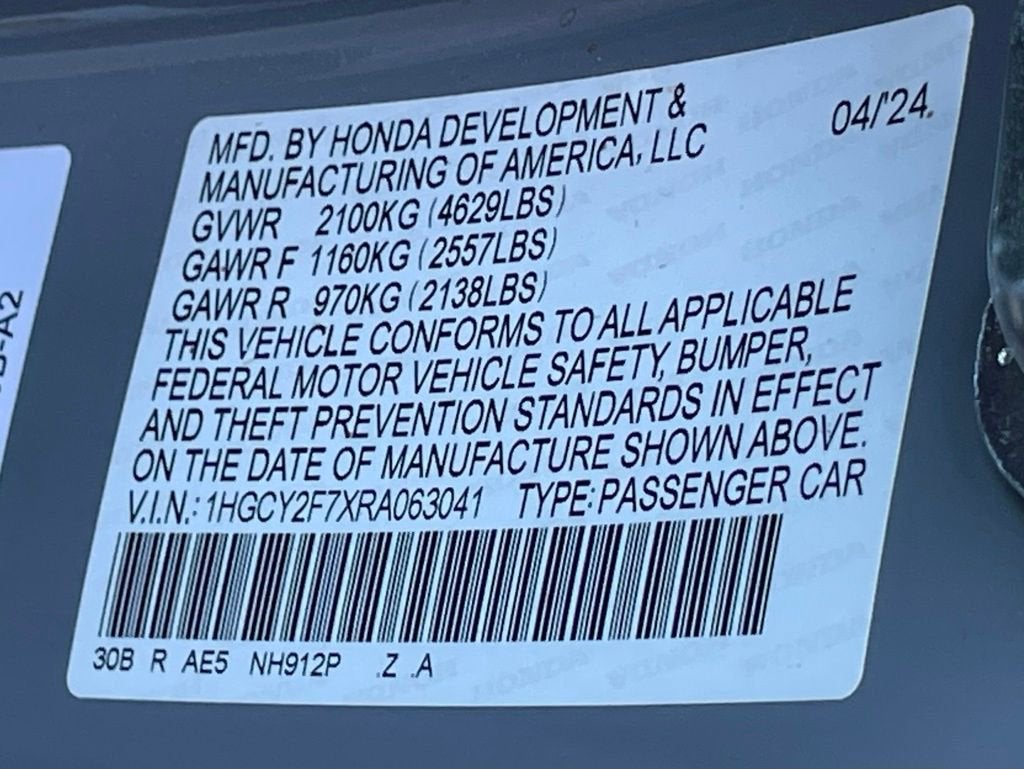 MFD. BY HONDA DEVELOPMENT &
MANUFACTURING OF AMERICA, LLC
04/'24.
GVWR 2100KG (4629LBS)
GAWR F 1160KG (2557LBS)
GAWR R 970KG (2138LBS)
THIS VEHICLE CONFORMS TO ALL APPLICABLE
FEDERAL MOTOR VEHICLE SAFETY, BUMPER,
AND THEFT PREVENTION STANDARDS IN EFFECT
ON THE DATE OF MANUFACTURE SHOWN ABOVE.
V.I.N.: 1HGCY2F7XRA063041 TYPE: PASSENGER CAR
30B R AE5 NH912P .Z .A